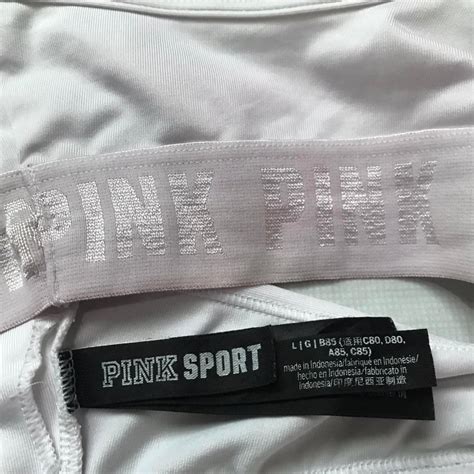 PINK PINK
PINK SPORT
L | G | B85 (适用C80, D80,
A85, C85)
made in Indonesia/fabriqué en Indonésie/
hecho en Indonesia/fabbricato in
Indonesia/印度尼西亚制造